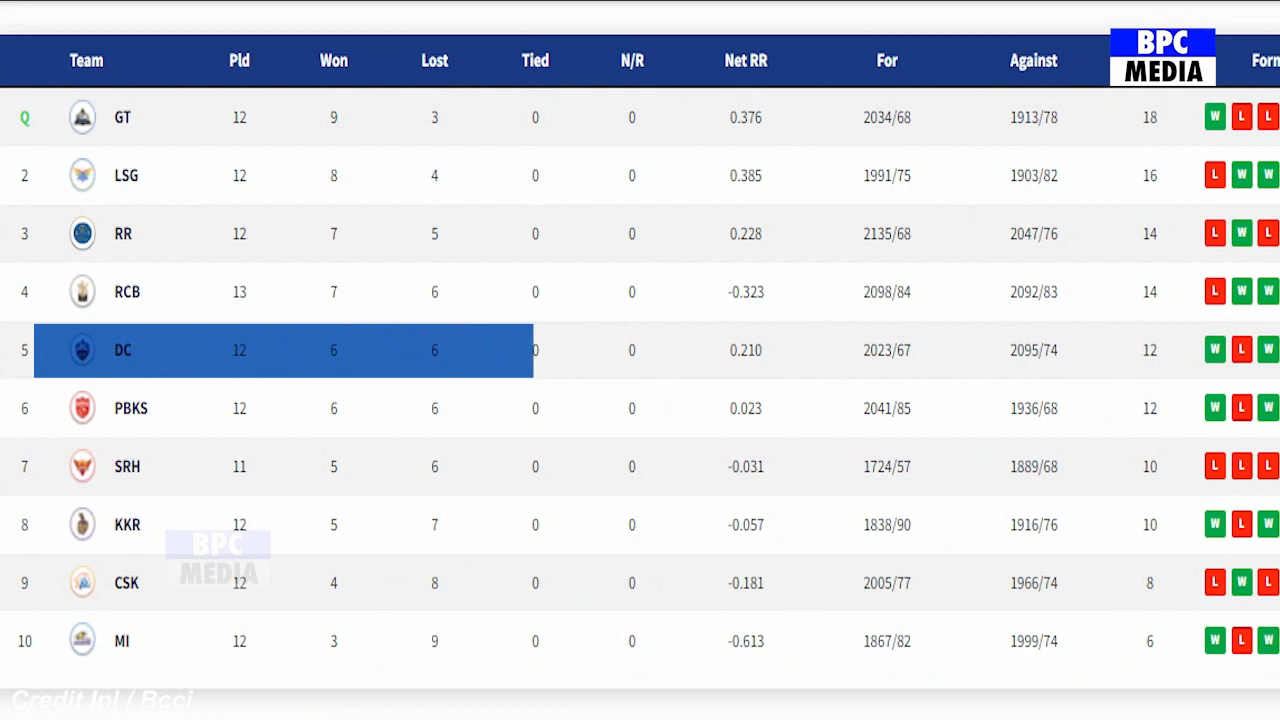 Team Pld Won Lost Tied N/R Net RR For Against BPC MEDIA
Q GT 12 9 3 0 0 0.376 2034/68 1913/78 18 W L L
2 LSG 12 8 4 0 0 0.385 1991/75 1903/82 16 L W W
3 RR 12 7 5 0 0 0.228 2135/68 2047/76 14 L W L
4 RCB 13 7 6 0 0 -0.323 2098/84 2092/83 14 L W W
5 DC 12 6 6 0 0 0.210 2023/67 2095/74 12 W L W
6 PBKS 12 6 6 0 0 0.023 2041/85 1936/68 12 W L W
7 SRH 11 5 6 0 0 -0.031 1724/57 1889/68 10 L L L
8 KKR 12 5 7 0 0 -0.057 1838/90 1916/76 10 W L W
BPC MEDIA
9 CSK 12 4 8 0 0 -0.181 2005/77 1966/74 8 L W L
10 MI 12 3 9 0 0 -0.613 1867/82 1999/74 6 W L W
Credit Ipl / Bcci